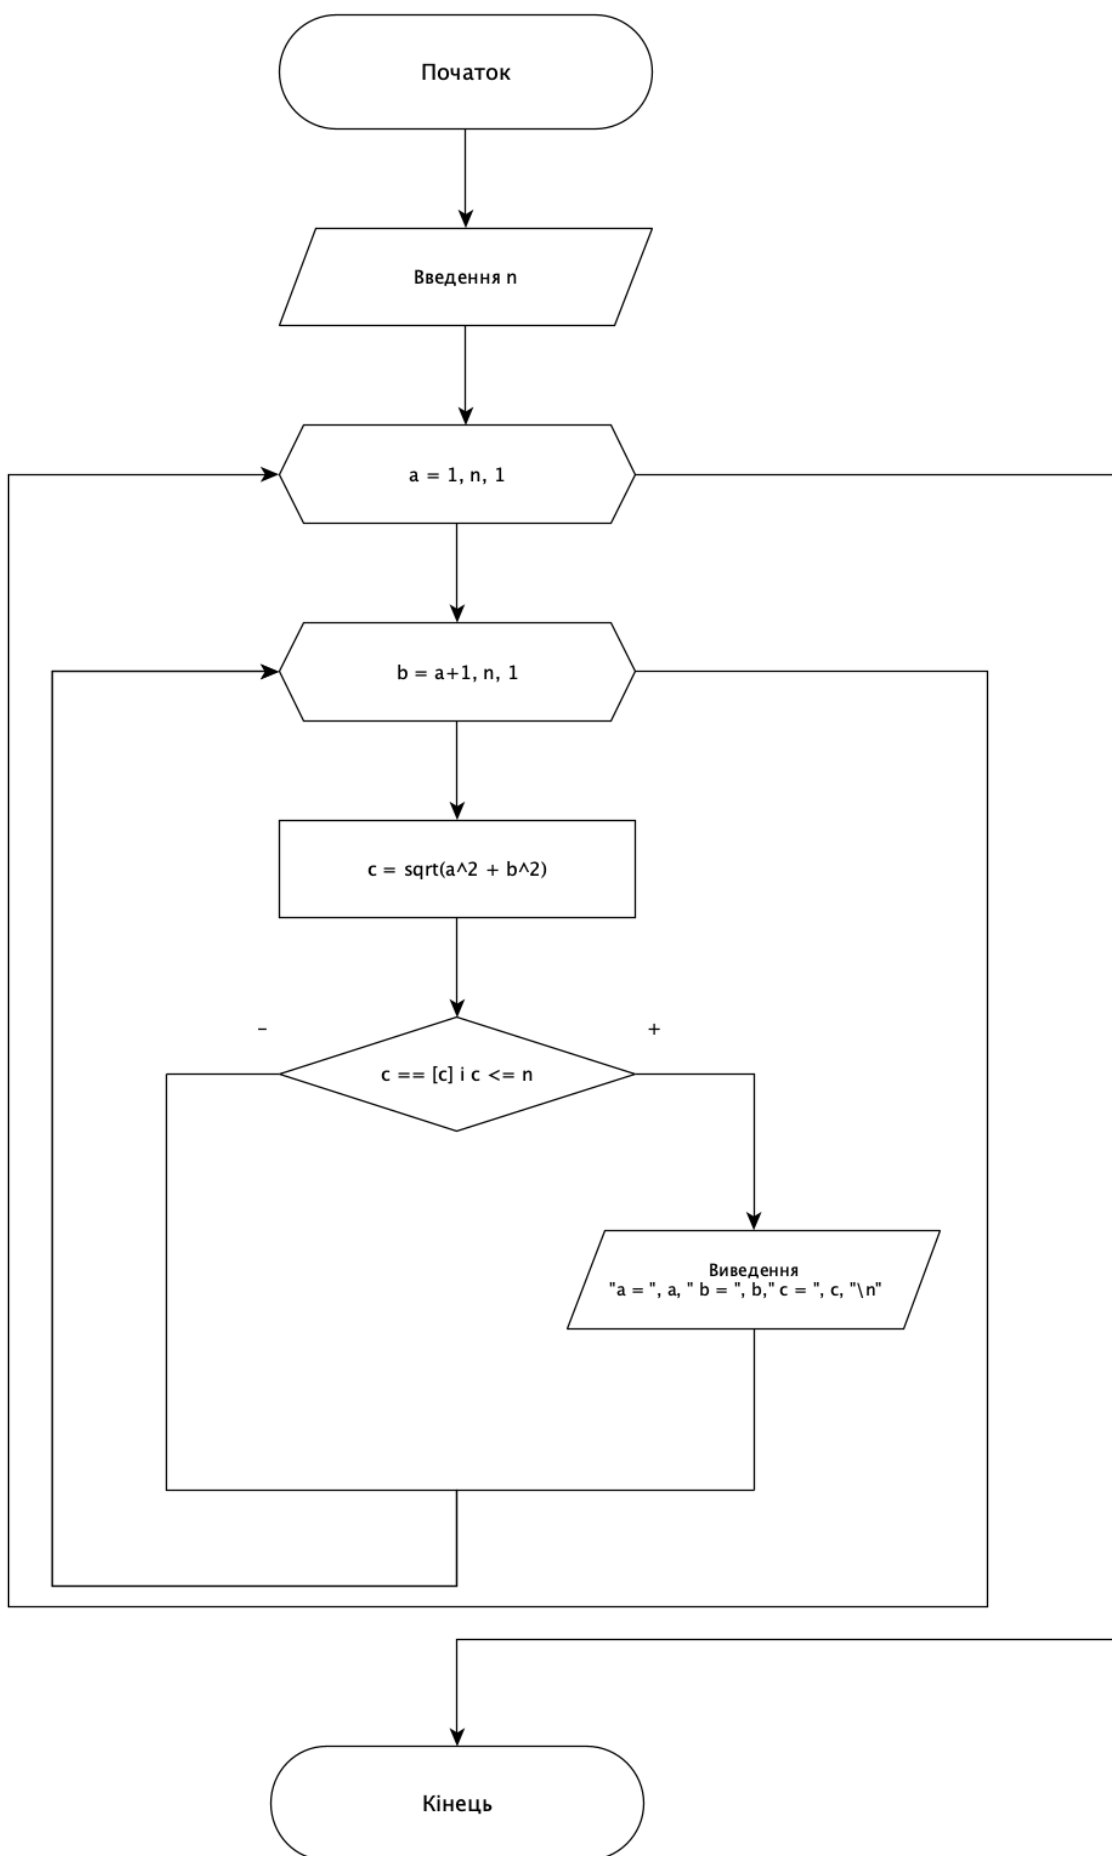 Початок
Введення n
a = 1, n, 1
b = a+1, n, 1
c = sqrt(a^2 + b^2)
–
+
c == [c] і c <= n
Виведення
"a = ", a, " b = ", b," c = ", c, "\n"
Кінець